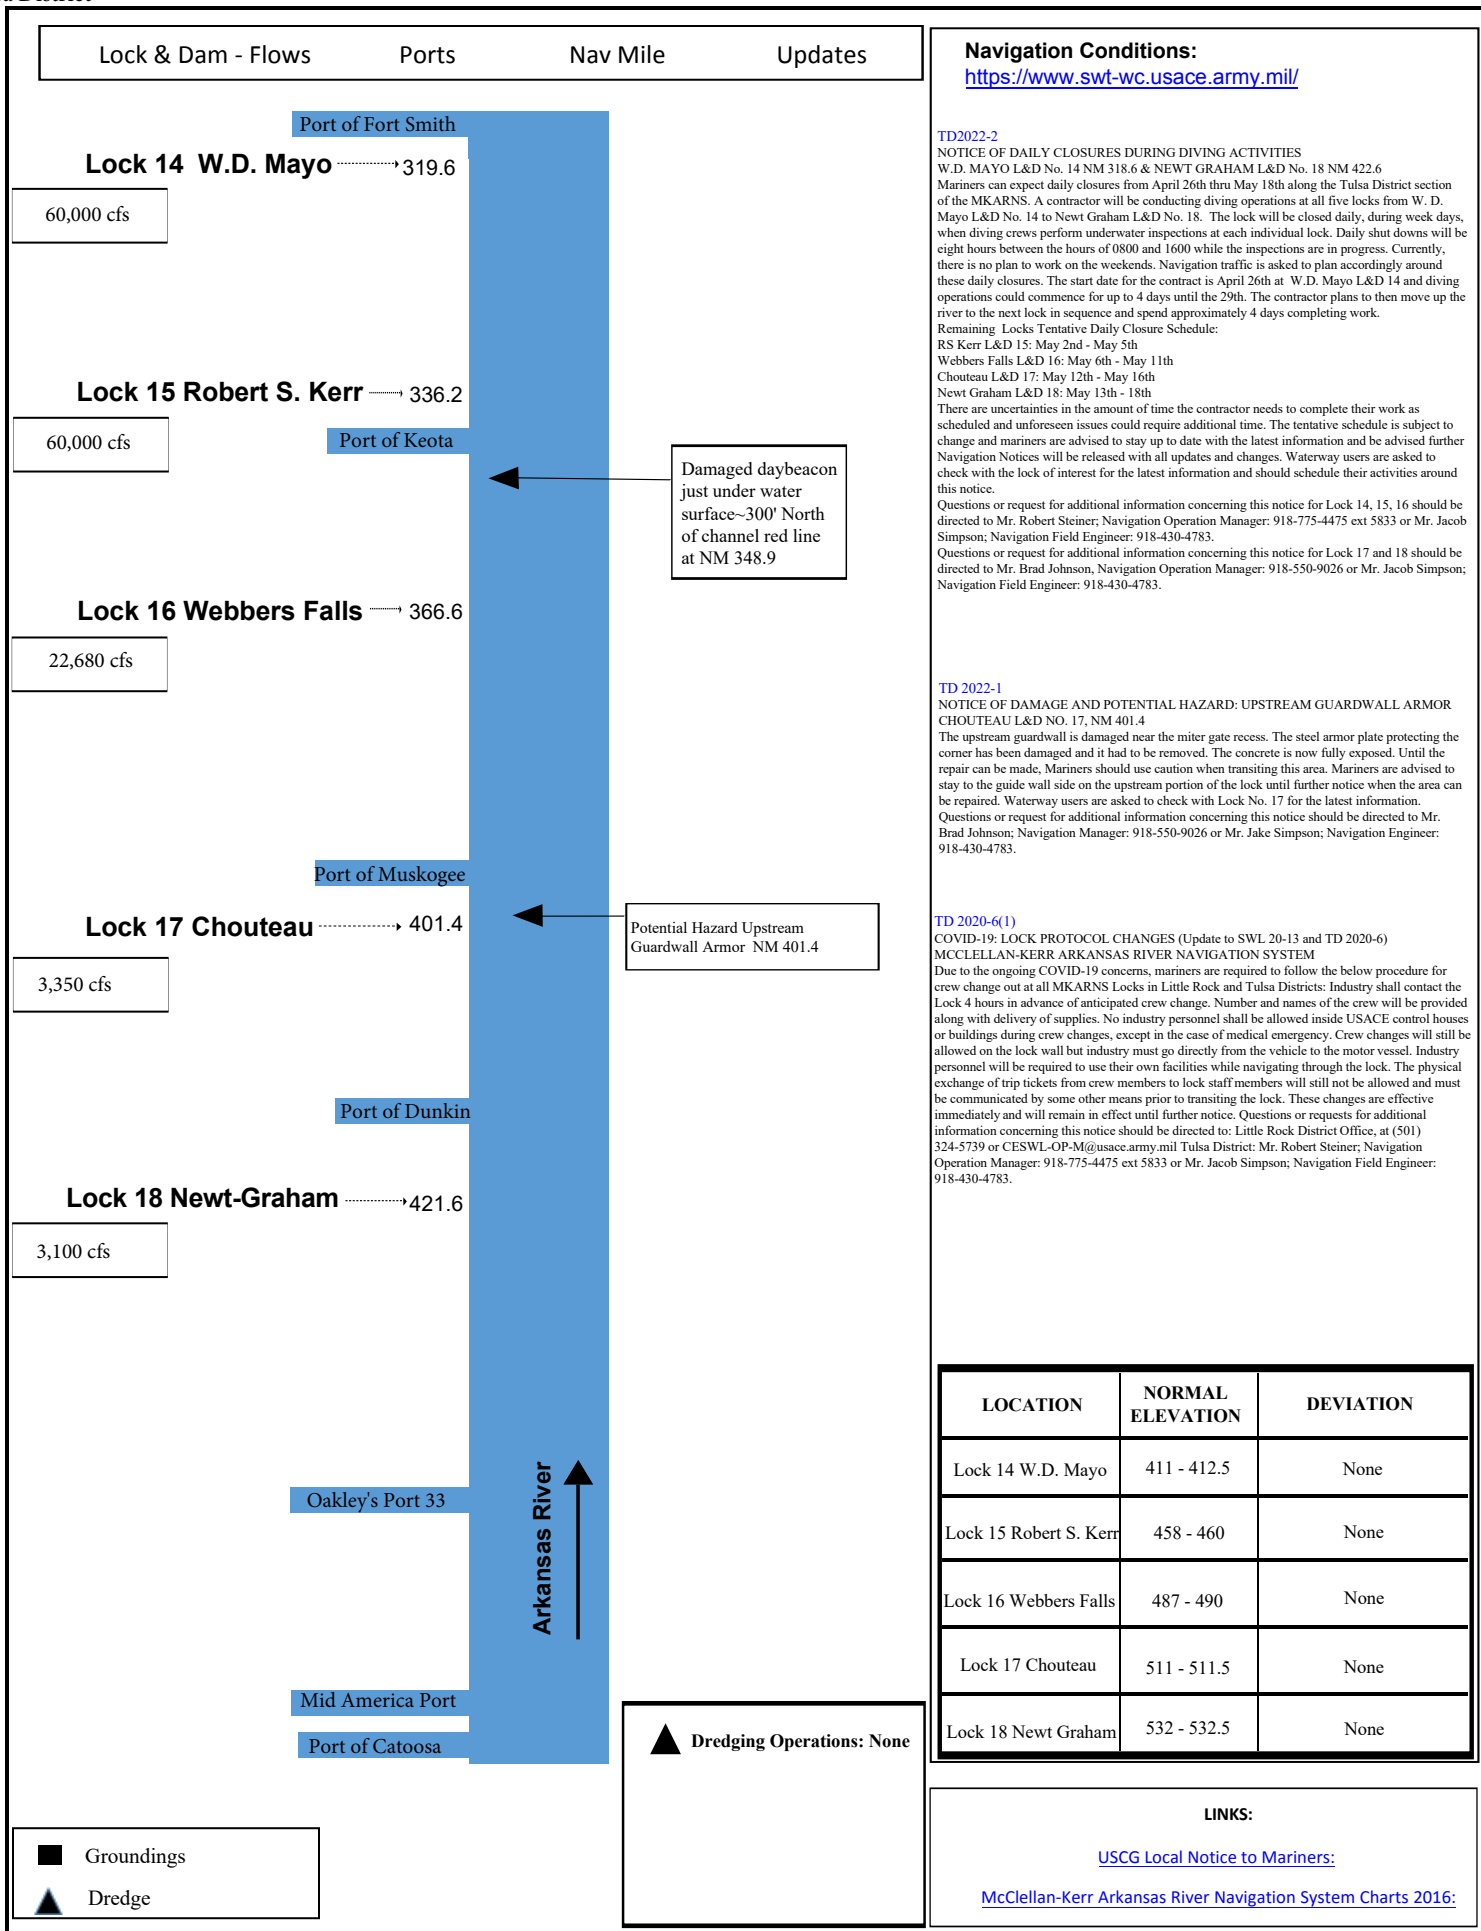 Lock & Dam - Flows Ports Nav Mile Updates
Port of Fort Smith
Lock 14 W.D. Mayo 319.6
60,000 cfs
Lock 15 Robert S. Kerr 336.2
60,000 cfs
Port of Keota
Damaged daybeacon
just under water
surface~300' North
of channel red line
at NM 348.9
Lock 16 Webbers Falls 366.6
22,680 cfs
Port of Muskogee
Lock 17 Chouteau 401.4
Potential Hazard Upstream
Guardwall Armor NM 401.4
3,350 cfs
Port of Dunkin
Lock 18 Newt-Graham 421.6
3,100 cfs
Arkansas River
Oakley's Port 33
Mid America Port
Port of Catoosa
Dredging Operations: None
Groundings
Dredge
Navigation Conditions:
https://www.swt-wc.usace.army.mil/
TD2022-2
NOTICE OF DAILY CLOSURES DURING DIVING ACTIVITIES
W.D. MAYO L&D No. 14 NM 318.6 & NEWT GRAHAM L&D No. 18 NM 422.6
Mariners can expect daily closures from April 26th thru May 18th along the Tulsa District section
of the MKARNS. A contractor will be conducting diving operations at all five locks from W. D.
Mayo L&D No. 14 to Newt Graham L&D No. 18. The lock will be closed daily, during week days,
when diving crews perform underwater inspections at each individual lock. Daily shut downs will be
eight hours between the hours of 0800 and 1600 while the inspections are in progress. Currently,
there is no plan to work on the weekends. Navigation traffic is asked to plan accordingly around
these daily closures. The start date for the contract is April 26th at W.D. Mayo L&D 14 and diving
operations could commence for up to 4 days until the 29th. The contractor plans to then move up the
river to the next lock in sequence and spend approximately 4 days completing work.
Remaining Locks Tentative Daily Closure Schedule:
RS Kerr L&D 15: May 2nd - May 5th
Webbers Falls L&D 16: May 6th - May 11th
Chouteau L&D 17: May 12th - May 16th
Newt Graham L&D 18: May 13th - 18th
There are uncertainties in the amount of time the contractor needs to complete their work as
scheduled and unforeseen issues could require additional time. The tentative schedule is subject to
change and mariners are advised to stay up to date with the latest information and be advised further
Navigation Notices will be released with all updates and changes. Waterway users are asked to
check with the lock of interest for the latest information and should schedule their activities around
this notice.
Questions or request for additional information concerning this notice for Lock 14, 15, 16 should be
directed to Mr. Robert Steiner; Navigation Operation Manager: 918-775-4475 ext 5833 or Mr. Jacob
Simpson; Navigation Field Engineer: 918-430-4783.
Questions or request for additional information concerning this notice for Lock 17 and 18 should be
directed to Mr. Brad Johnson, Navigation Operation Manager: 918-550-9026 or Mr. Jacob Simpson;
Navigation Field Engineer: 918-430-4783.
TD 2022-1
NOTICE OF DAMAGE AND POTENTIAL HAZARD: UPSTREAM GUARDWALL ARMOR
CHOUTEAU L&D NO. 17, NM 401.4
The upstream guardwall is damaged near the miter gate recess. The steel armor plate protecting the
corner has been damaged and it had to be removed. The concrete is now fully exposed. Until the
repair can be made, Mariners should use caution when transiting this area. Mariners are advised to
stay to the guide wall side on the upstream portion of the lock until further notice when the area can
be repaired. Waterway users are asked to check with Lock No. 17 for the latest information.
Questions or request for additional information concerning this notice should be directed to Mr.
Brad Johnson; Navigation Manager: 918-550-9026 or Mr. Jake Simpson; Navigation Engineer:
918-430-4783.
TD 2020-6(1)
COVID-19: LOCK PROTOCOL CHANGES (Update to SWL 20-13 and TD 2020-6)
MCCLELLAN-KERR ARKANSAS RIVER NAVIGATION SYSTEM
Due to the ongoing COVID-19 concerns, mariners are required to follow the below procedure for
crew change out at all MKARNS Locks in Little Rock and Tulsa Districts: Industry shall contact the
Lock 4 hours in advance of anticipated crew change. Number and names of the crew will be provided
along with delivery of supplies. No industry personnel shall be allowed inside USACE control houses
or buildings during crew changes, except in the case of medical emergency. Crew changes will still be
allowed on the lock wall but industry must go directly from the vehicle to the motor vessel. Industry
personnel will be required to use their own facilities while navigating through the lock. The physical
exchange of trip tickets from crew members to lock staff members will still not be allowed and must
be communicated by some other means prior to transiting the lock. These changes are effective
immediately and will remain in effect until further notice. Questions or requests for additional
information concerning this notice should be directed to: Little Rock District Office, at (501)
324-5739 or CESWL-OP-M@usace.army.mil Tulsa District: Mr. Robert Steiner; Navigation
Operation Manager: 918-775-4475 ext 5833 or Mr. Jacob Simpson; Navigation Field Engineer:
918-430-4783.
LOCATION NORMAL ELEVATION DEVIATION
Lock 14 W.D. Mayo 411 - 412.5 None
Lock 15 Robert S. Kerr 458 - 460 None
Lock 16 Webbers Falls 487 - 490 None
Lock 17 Chouteau 511 - 511.5 None
Lock 18 Newt Graham 532 - 532.5 None
LINKS:
USCG Local Notice to Mariners:
McClellan-Kerr Arkansas River Navigation System Charts 2016: